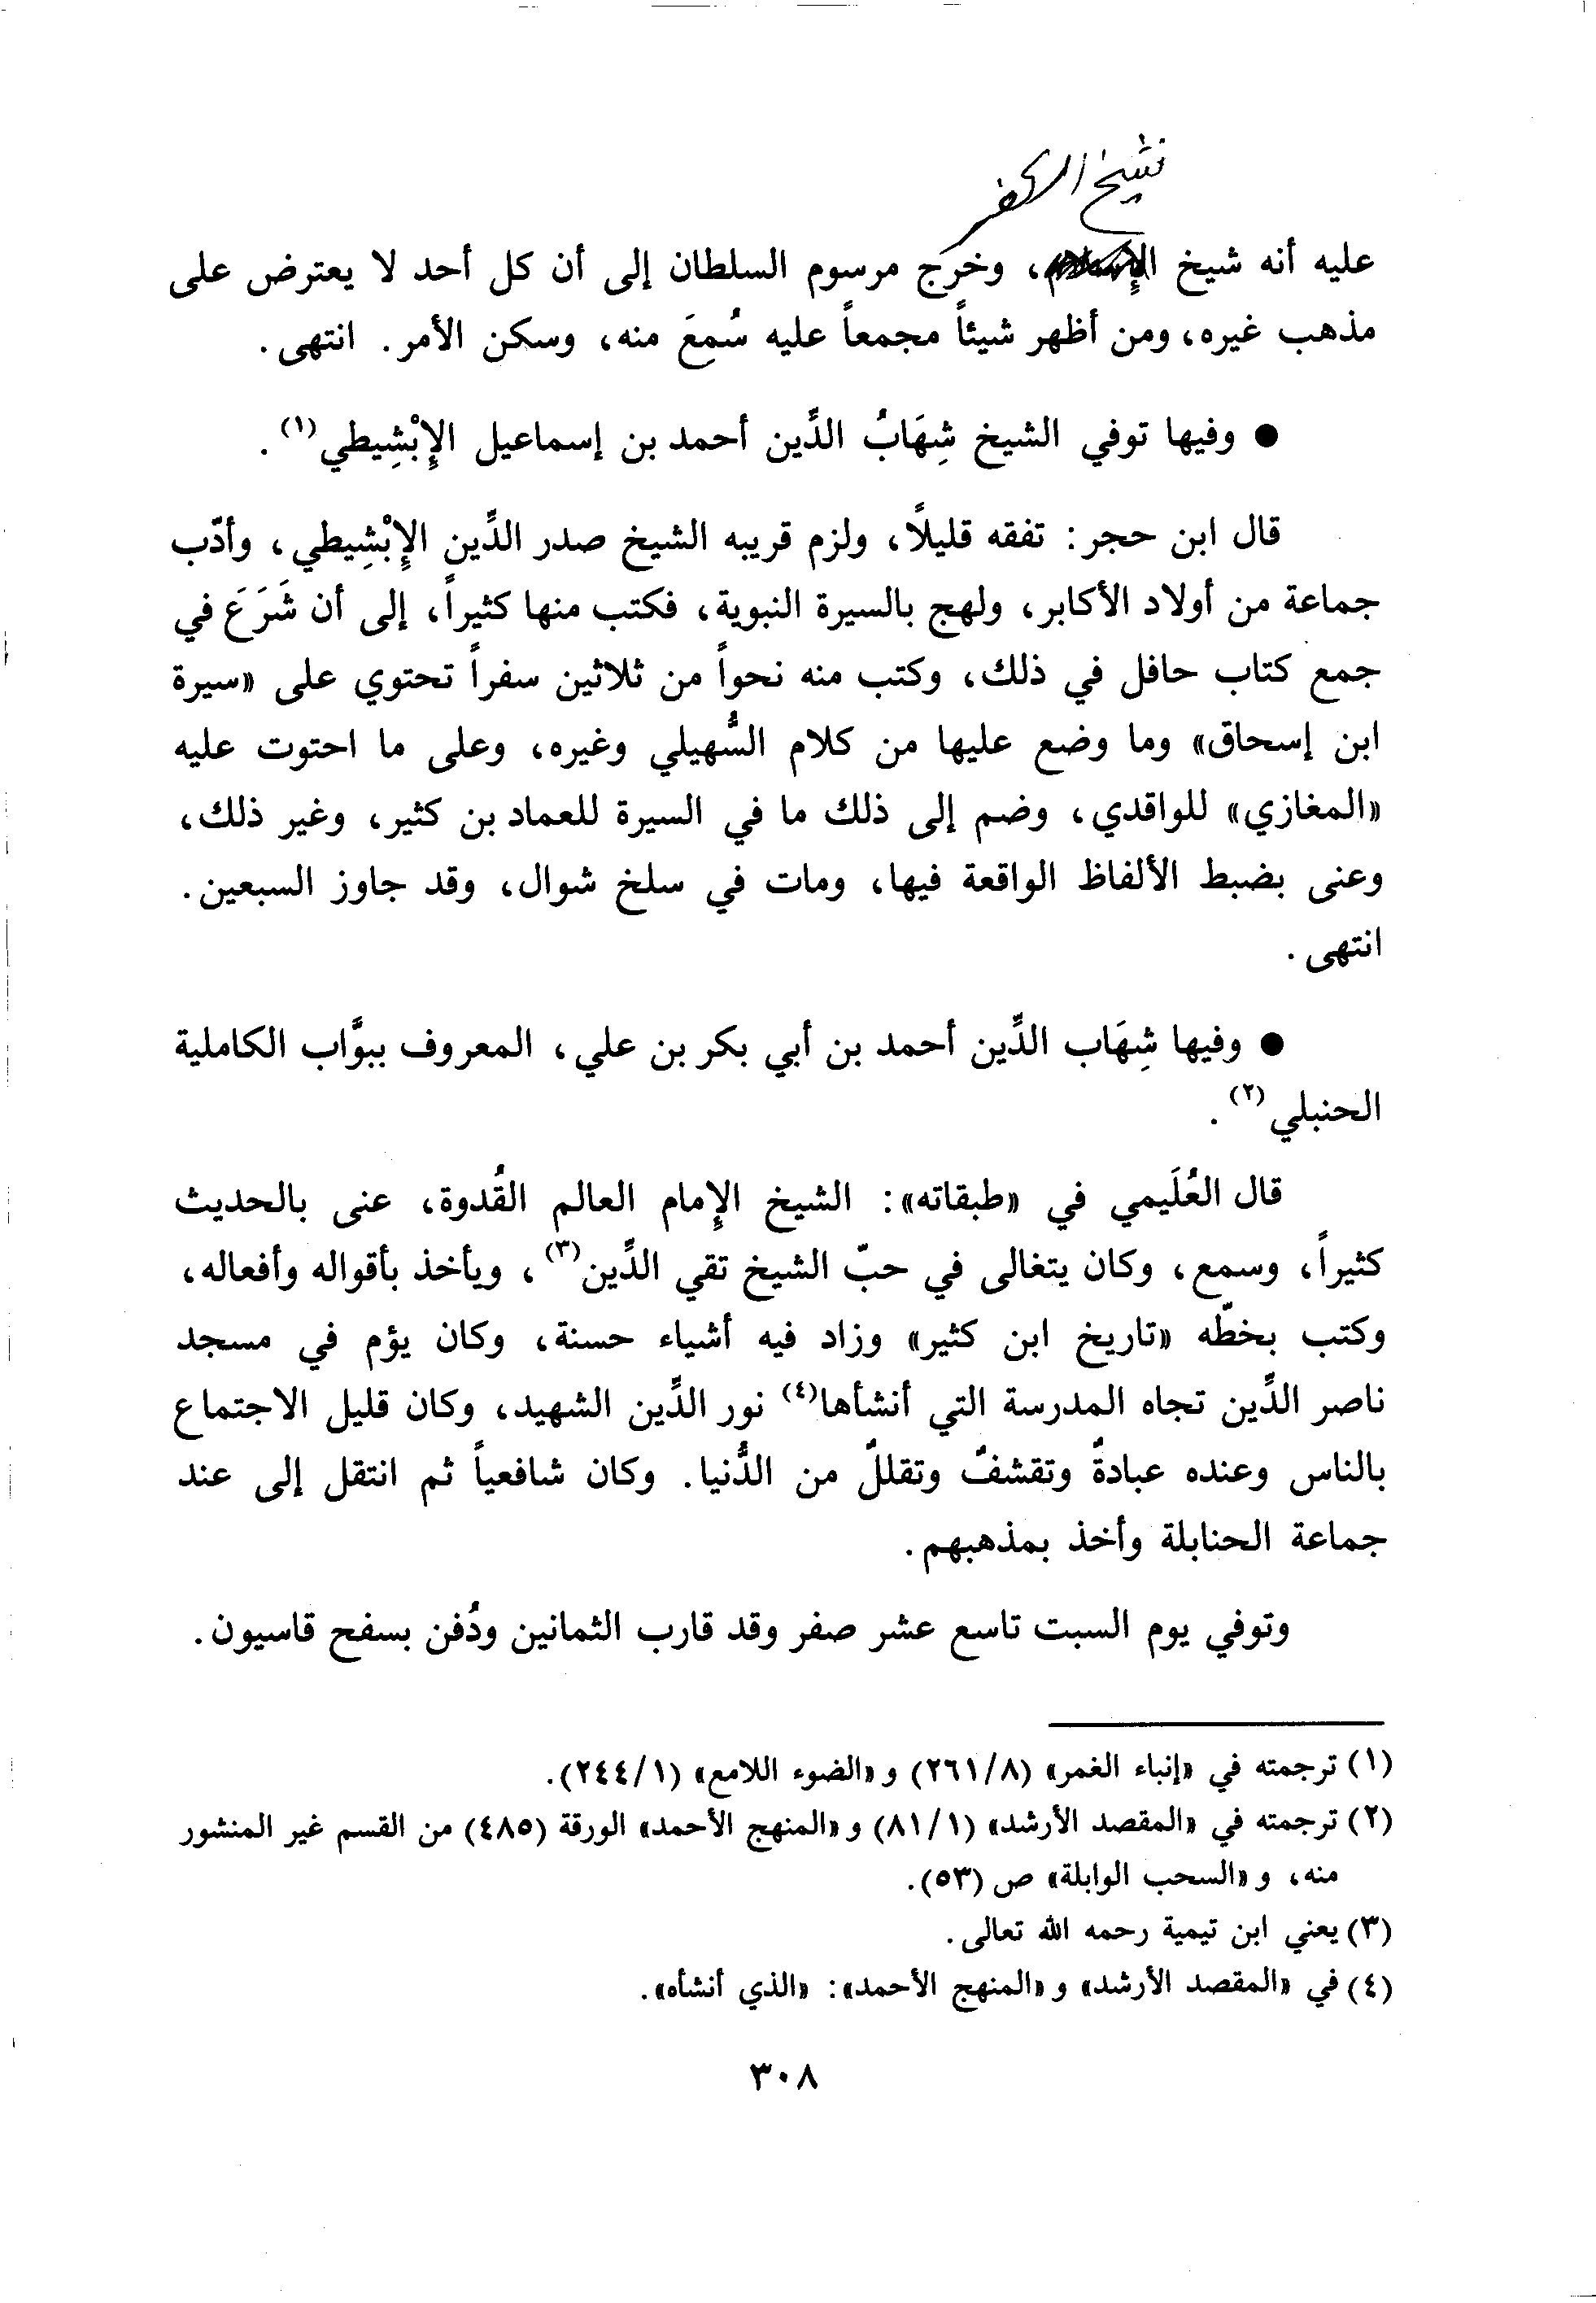 شيخ الكفر
عليه أنه شيخ الإسلام، وخرج مرسوم السلطان إلى أن كل أحد لا يعترض على
مذهب غيره، ومن أظهر شيئاً مجمعاً عليه سُمعَ منه، وسكن الأمر. انتهى.
● وفيها توفي الشيخ شِهَابُ الدِّين أحمد بن إسماعيل الإِبْشِيطي(١).
قال ابن حجر: تفقه قليلاً، ولزم قريبه الشيخ صدر الدِّين الإِبْشِيطي، وأدّب
جماعة من أولاد الأكابر، ولهج بالسيرة النبوية، فكتب منها كثيراً، إلى أن شَرَعَ في
جمع كتاب حافل في ذلك، وكتب منه نحواً من ثلاثين سفراً تحتوي على «سيرة
ابن إسحاق» وما وضع عليها من كلام السُّهيلي وغيره، وعلى ما احتوت عليه
«المغازي» للواقدي، وضم إلى ذلك ما في السيرة للعماد بن كثير، وغير ذلك،
وعنى بضبط الألفاظ الواقعة فيها، ومات في سلخ شوال، وقد جاوز السبعين.
انتهى.
● وفيها شِهَاب الدِّين أحمد بن أبي بكر بن علي، المعروف ببوَّاب الكاملية
الحنبلي(٢).
قال العُلَيمي في «طبقاته»: الشيخ الإِمام العالم القُدوة، عنى بالحديث
كثيراً، وسمع، وكان يتغالى في حبّ الشيخ تقي الدِّين(٣)، ويأخذ بأقواله وأفعاله،
وكتب بخطّه «تاريخ ابن كثير» وزاد فيه أشياء حسنة، وكان يؤم في مسجد
ناصر الدِّين تجاه المدرسة التي أنشأها(٤) نور الدِّين الشهيد، وكان قليل الاجتماع
بالناس وعنده عبادةٌ وتقشفٌ وتقللٌ من الدُّنيا. وكان شافعياً ثم انتقل إلى عند
جماعة الحنابلة وأخذ بمذهبهم.
وتوفي يوم السبت تاسع عشر صفر وقد قارب الثمانين ودُفن بسفح قاسيون.
(١) ترجمته في «إنباء الغمر» (٢٦١/٨) و«الضوء اللامع» (٢٤٤/١).
(٢) ترجمته في «المقصد الأرشد» (٨١/١) و«المنهج الأحمد» الورقة (٤٨٥) من القسم غير المنشور
منه، و«السحب الوابلة» ص (٥٣).
(٣) يعني ابن تيمية رحمه الله تعالى.
(٤) في «المقصد الأرشد» و«المنهج الأحمد»: «الذي أنشأه».
٣٠٨